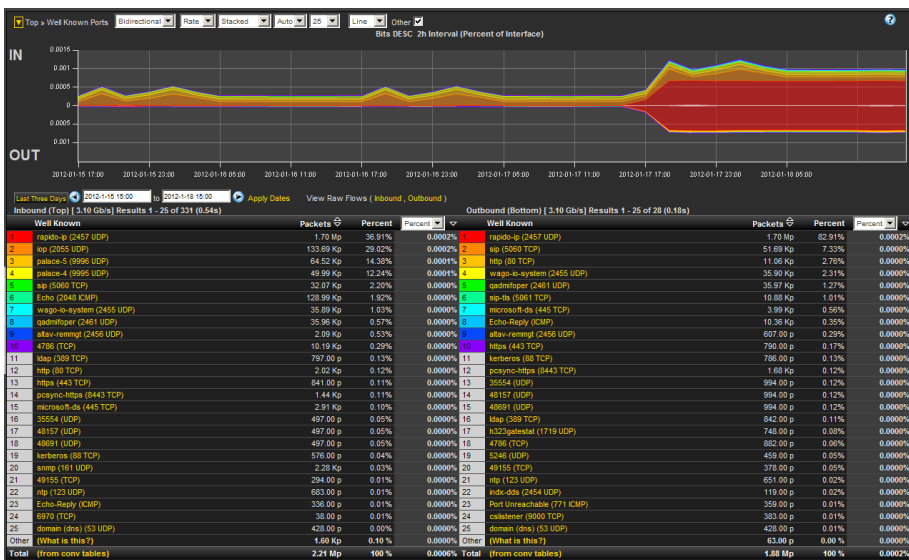 Top » Well Known Ports Bidirectional Rate Stacked Auto 25 Line Other
Bits DESC 2h Interval (Percent of Interface)
IN
0.0015
0.001
0.0005
0
0.0005
0.001
OUT
2012-01-15 17:00 2012-01-15 23:00 2012-01-16 05:00 2012-01-16 11:00 2012-01-16 17:00 2012-01-16 23:00 2012-01-17 05:00 2012-01-17 11:00 2012-01-17 17:00 2012-01-17 23:00 2012-01-18 05:00
Last Three Days 2012-1-15 15:00 to 2012-1-18 15:00 Apply Dates View Raw Flows ( Inbound , Outbound )
Inbound (Top) [ 3.10 Gb/s] Results 1 - 25 of 331 (0.54s) Outbound (Bottom) [ 3.10 Gb/s] Results 1 - 25 of 28 (0.18s)
Well Known Packets Percent Percent Well Known Packets Percent Percent
1 rapido-ip (2457 UDP) 1.70 Mp 36.91% 0.0002% 1 rapido-ip (2457 UDP) 1.70 Mp 82.91% 0.0002%
2 iop (2055 UDP) 133.69 Kp 29.02% 0.0002% 2 sip (5060 TCP) 51.69 Kp 7.33% 0.0000%
3 palace-5 (9996 UDP) 64.52 Kp 14.38% 0.0001% 3 http (80 TCP) 11.06 Kp 2.76% 0.0000%
4 palace-4 (9995 UDP) 49.99 Kp 12.24% 0.0001% 4 wago-io-system (2455 UDP) 35.90 Kp 2.31% 0.0000%
5 sip (5060 TCP) 32.07 Kp 2.20% 0.0000% 5 qadmifoper (2461 UDP) 35.97 Kp 1.27% 0.0000%
6 Echo (2048 ICMP) 128.99 Kp 1.92% 0.0000% 6 sip-tls (5061 TCP) 10.88 Kp 1.01% 0.0000%
7 wago-io-system (2455 UDP) 35.89 Kp 1.03% 0.0000% 7 microsoft-ds (445 TCP) 3.99 Kp 0.56% 0.0000%
8 qadmifoper (2461 UDP) 35.96 Kp 0.57% 0.0000% 8 Echo-Reply (ICMP) 10.36 Kp 0.35% 0.0000%
9 altav-remmgt (2456 UDP) 2.09 Kp 0.53% 0.0000% 9 altav-remmgt (2456 UDP) 607.00 p 0.29% 0.0000%
10 4786 (TCP) 10.19 Kp 0.29% 0.0000% 10 https (443 TCP) 790.00 p 0.17% 0.0000%
11 ldap (389 TCP) 797.00 p 0.13% 0.0000% 11 kerberos (88 TCP) 786.00 p 0.13% 0.0000%
12 http (80 TCP) 2.02 Kp 0.12% 0.0000% 12 pcsync-https (8443 TCP) 1.68 Kp 0.12% 0.0000%
13 https (443 TCP) 841.00 p 0.11% 0.0000% 13 35554 (UDP) 994.00 p 0.12% 0.0000%
14 pcsync-https (8443 TCP) 1.44 Kp 0.11% 0.0000% 14 48157 (UDP) 994.00 p 0.12% 0.0000%
15 microsoft-ds (445 TCP) 2.91 Kp 0.10% 0.0000% 15 48691 (UDP) 994.00 p 0.12% 0.0000%
16 35554 (UDP) 497.00 p 0.05% 0.0000% 16 ldap (389 TCP) 842.00 p 0.11% 0.0000%
17 48157 (UDP) 497.00 p 0.05% 0.0000% 17 h323gatestat (1719 UDP) 748.00 p 0.08% 0.0000%
18 48691 (UDP) 497.00 p 0.05% 0.0000% 18 4786 (TCP) 882.00 p 0.06% 0.0000%
19 kerberos (88 TCP) 576.00 p 0.04% 0.0000% 19 5246 (UDP) 459.00 p 0.05% 0.0000%
20 snmp (161 UDP) 2.28 Kp 0.03% 0.0000% 20 49155 (TCP) 378.00 p 0.05% 0.0000%
21 49155 (TCP) 294.00 p 0.01% 0.0000% 21 ntp (123 UDP) 651.00 p 0.02% 0.0000%
22 ntp (123 UDP) 683.00 p 0.01% 0.0000% 22 indx-dds (2454 UDP) 119.00 p 0.02% 0.0000%
23 Echo-Reply (ICMP) 336.00 p 0.01% 0.0000% 23 Port Unreachable (771 ICMP) 359.00 p 0.01% 0.0000%
24 6970 (TCP) 38.00 p 0.01% 0.0000% 24 cslistener (9000 TCP) 383.00 p 0.01% 0.0000%
25 domain (dns) (53 UDP) 428.00 p 0.00% 0.0000% 25 domain (dns) (53 UDP) 428.00 p 0.01% 0.0000%
Other (What is this?) 1.60 Kp 0.10 % 0.0000% Other (What is this?) 63.00 p 0.00 % 0.0000%
Total (from conv tables) 2.21 Mp 100 % 0.0006% Total (from conv tables) 1.88 Mp 100 % 0.0002%